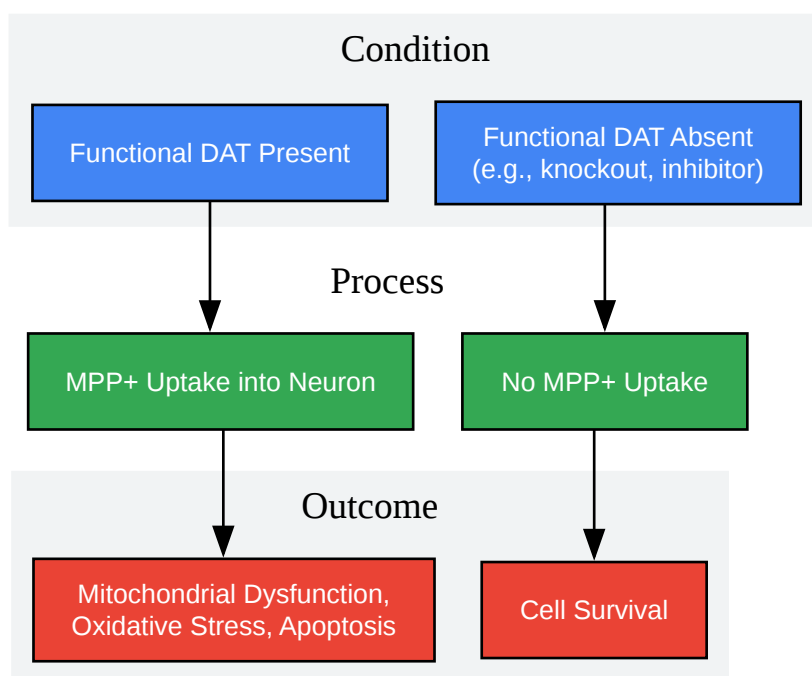 Condition
Functional DAT Present
Functional DAT Absent
(e.g., knockout, inhibitor)
Process
MPP+ Uptake into Neuron
No MPP+ Uptake
Outcome
Mitochondrial Dysfunction,
Oxidative Stress, Apoptosis
Cell Survival